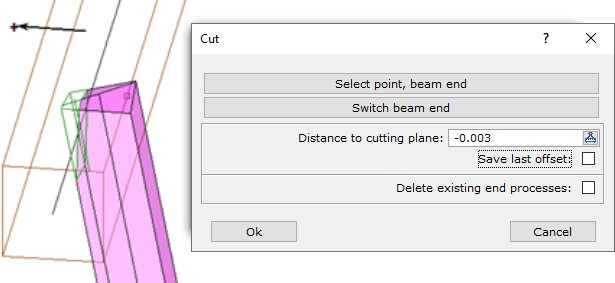 Cut
?
Select point, beam end
Switch beam end
Distance to cutting plane: -0.003
Save last offset:
Delete existing end processes:
Ok Cancel